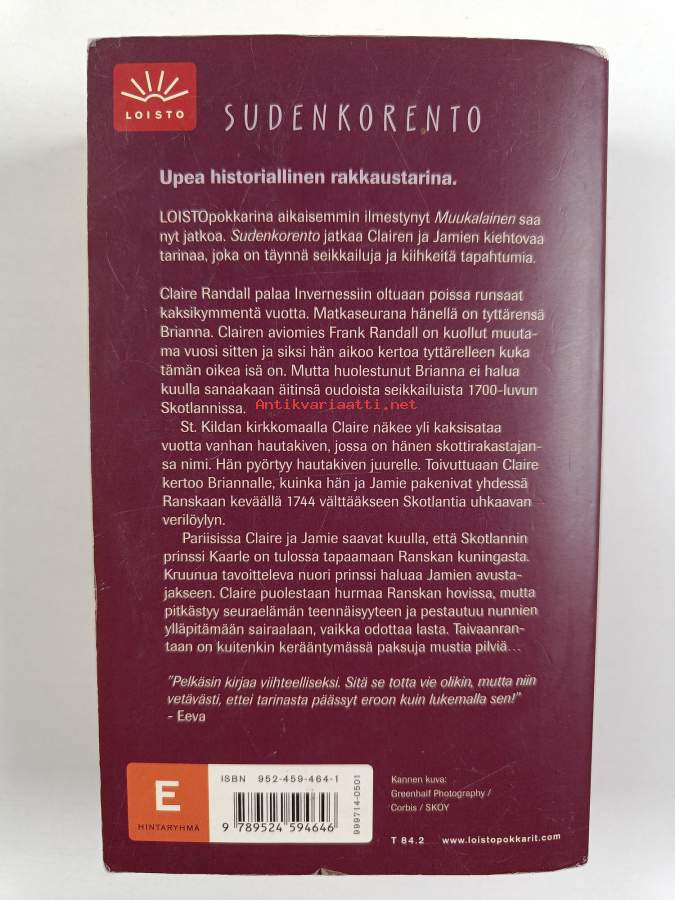 LOISTO
SUDENKORENTO
Upea historiallinen rakkaustarina.
LOISTOpokkarina aikaisemmin ilmestynyt Muukalainen saa
nyt jatkoa. Sudenkorento jatkaa Clairen ja Jamien kiehtovaa
tarinaa, joka on täynnä seikkailuja ja kiihkeitä tapahtumia.
Claire Randall palaa Invernessiin oltuaan poissa runsaat
kaksikymmentä vuotta. Matkaseurana hänellä on tyttärensä
Brianna. Clairen aviomies Frank Randall on kuollut muuta-
ma vuosi sitten ja siksi hän aikoo kertoa tyttärelleen kuka
tämän oikea isä on. Mutta huolestunut Brianna ei halua
kuulla sanaakaan äitinsä oudoista seikkailuista 1700-luvun
Skotlannissa.
Antikvariaatti.net
St. Kildan kirkkomaalla Claire näkee yli kaksisataa
vuotta vanhan hautakiven, jossa on hänen skottirakastajan-
sa nimi. Hän pyörtyy hautakiven juurelle. Toivuttuaan Claire
kertoo Briannalle, kuinka hän ja Jamie pakenivat yhdessä
Ranskaan keväällä 1744 välttääkseen Skotlantia uhkaavan
verilöylyn.
Pariisissa Claire ja Jamie saavat kuulla, että Skotlannin
prinssi Kaarle on tulossa tapaamaan Ranskan kuningasta.
Kruunua tavoitteleva nuori prinssi haluaa Jamien avusta-
jakseen. Claire puolestaan hurmaa Ranskan hovissa, mutta
pitkästyy seuraelämän teennäisyyteen ja pestautuu nunnien
ylläpitämään sairaalaan, vaikka odottaa lasta. Taivaanran-
taan on kuitenkin kerääntymässä paksuja mustia pilviä...
"Pelkäsin kirjaa viihteelliseksi. Sitä se totta vie olikin, mutta niin
vetävästi, ettei tarinasta päässyt eroon kuin lukemalla sen!"
- Eeva
E
HINTARYHMÄ
ISBN 952-459-464-1
9 789524 594646
999714-0501
Kannen kuva:
Greenhalf Photography /
Corbis / SKOY
T 84.2 www.loistopokkarit.com